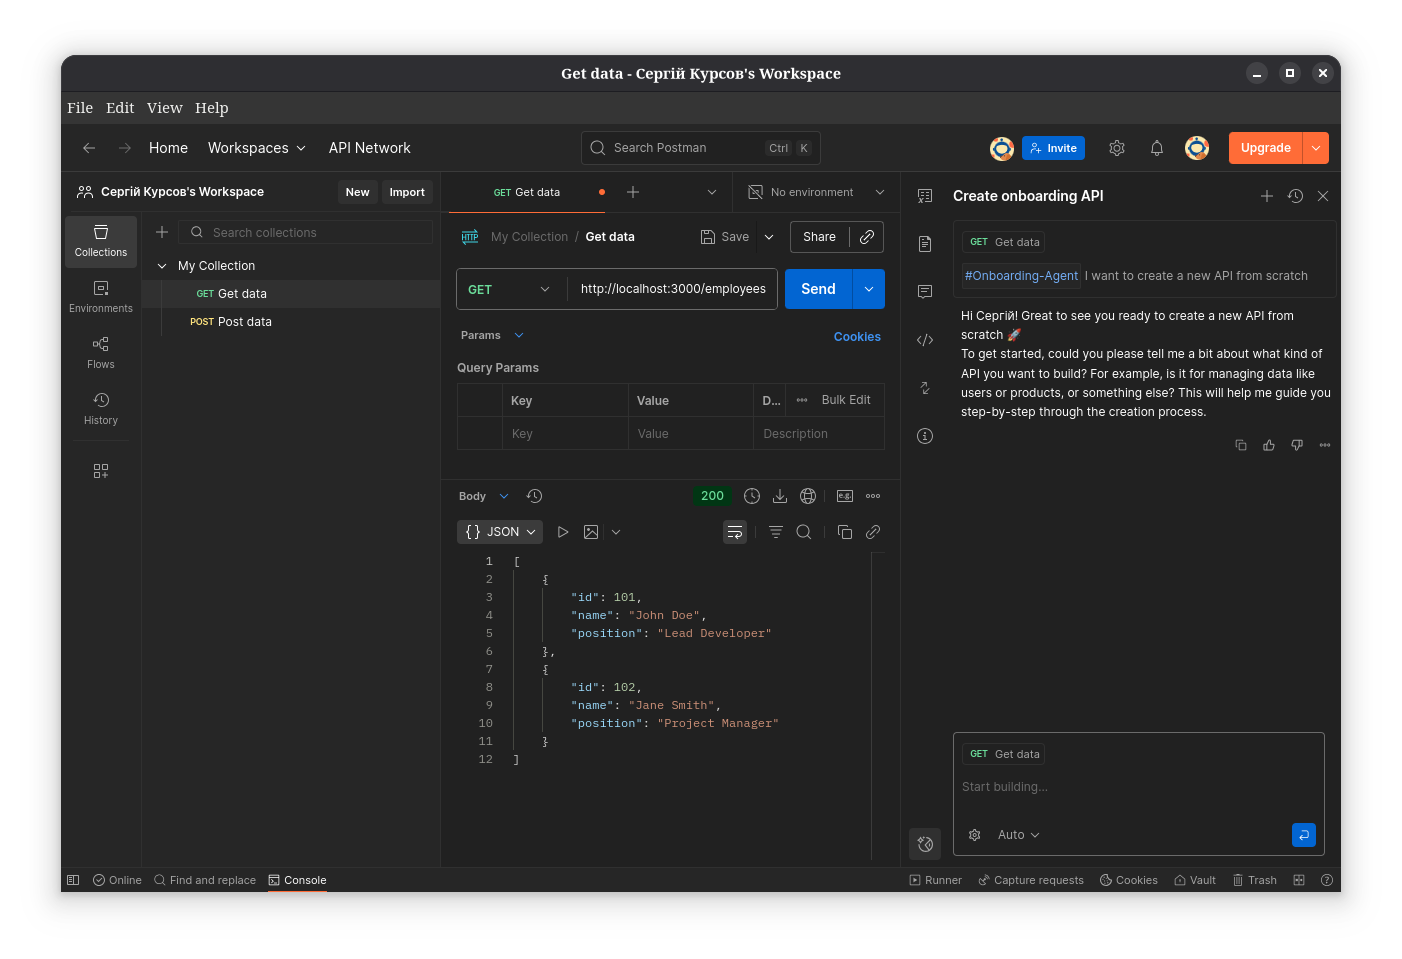 Get data - Сергій Курсов's Workspace
File Edit View Help
Home Workspaces API Network
Search Postman Ctrl K
Invite
Upgrade
Сергій Курсов's Workspace New Import
Collections
Environments
Flows
History
Search collections
My Collection
GET Get data
POST Post data
GET Get data
No environment
HTTP My Collection / Get data Save Share
GET http://localhost:3000/employees Send
Params Cookies
Query Params
Key Value D... Bulk Edit
Key Value Description
Body 200 e.g.
{} JSON
1 [
2 {
3 "id": 101,
4 "name": "John Doe",
5 "position": "Lead Developer"
6 },
7 {
8 "id": 102,
9 "name": "Jane Smith",
10 "position": "Project Manager"
11 }
12 ]
Create onboarding API
GET Get data
#Onboarding-Agent I want to create a new API from scratch
Hi Сергій! Great to see you ready to create a new API from
scratch 🚀
To get started, could you please tell me a bit about what kind of
API you want to build? For example, is it for managing data like
users or products, or something else? This will help me guide you
step-by-step through the creation process.
GET Get data
Start building...
Auto
Online Find and replace Console
Runner Capture requests Cookies Vault Trash